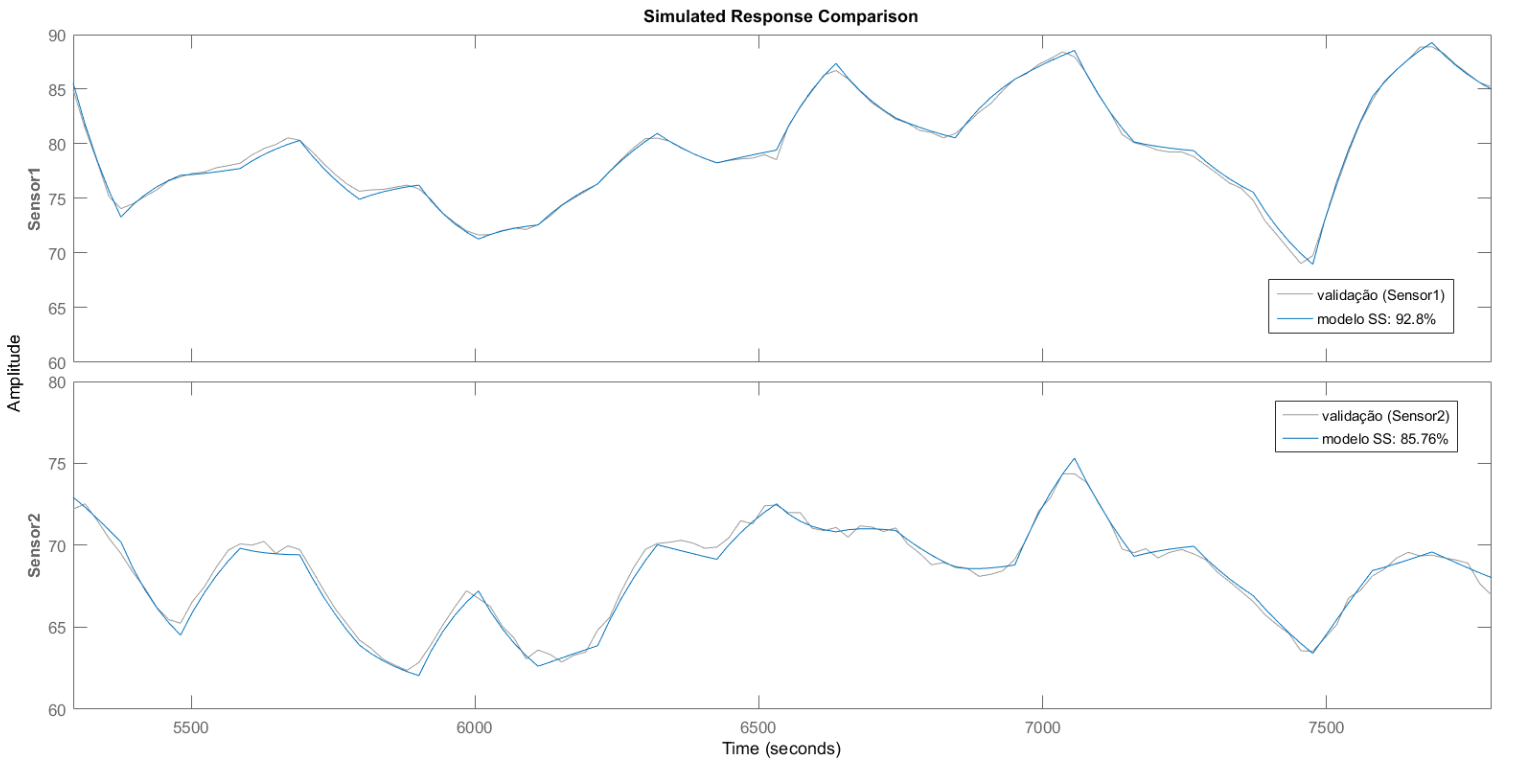 Simulated Response Comparison
90
85
80
75
70
65
60
Sensor1
validação (Sensor1)
modelo SS: 92.8%
Amplitude
80
75
70
65
60
Sensor2
validação (Sensor2)
modelo SS: 85.76%
5500 6000 6500 7000 7500
Time (seconds)